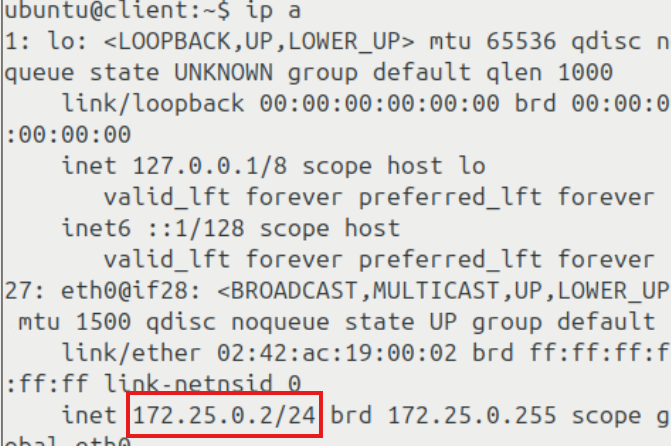 ubuntu@client:~$ ip a
1: lo: <LOOPBACK,UP,LOWER_UP> mtu 65536 qdisc n
queue state UNKNOWN group default qlen 1000
    link/loopback 00:00:00:00:00:00 brd 00:00:0
:00:00:00
    inet 127.0.0.1/8 scope host lo
       valid_lft forever preferred_lft forever
    inet6 ::1/128 scope host
       valid_lft forever preferred_lft forever
27: eth0@if28: <BROADCAST,MULTICAST,UP,LOWER_UP
 mtu 1500 qdisc noqueue state UP group default
    link/ether 02:42:ac:19:00:02 brd ff:ff:ff:f
:ff:ff link-netnsid 0
    inet 172.25.0.2/24 brd 172.25.0.255 scope g
obal eth0